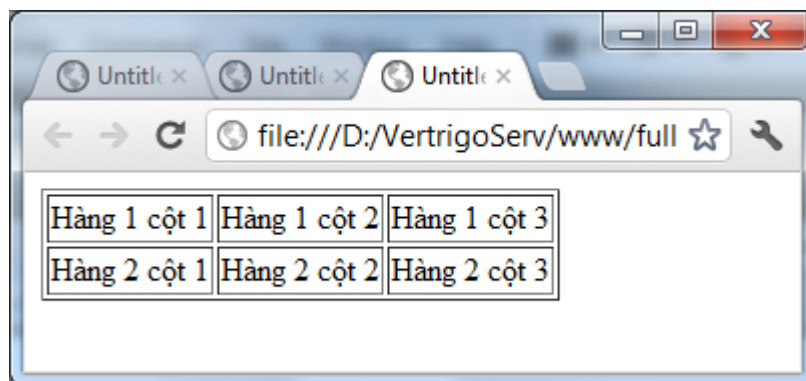 Untitle Untitle Untitle
file:///D:/VertrigoServ/www/full
Hàng 1 cột 1 Hàng 1 cột 2 Hàng 1 cột 3
Hàng 2 cột 1 Hàng 2 cột 2 Hàng 2 cột 3